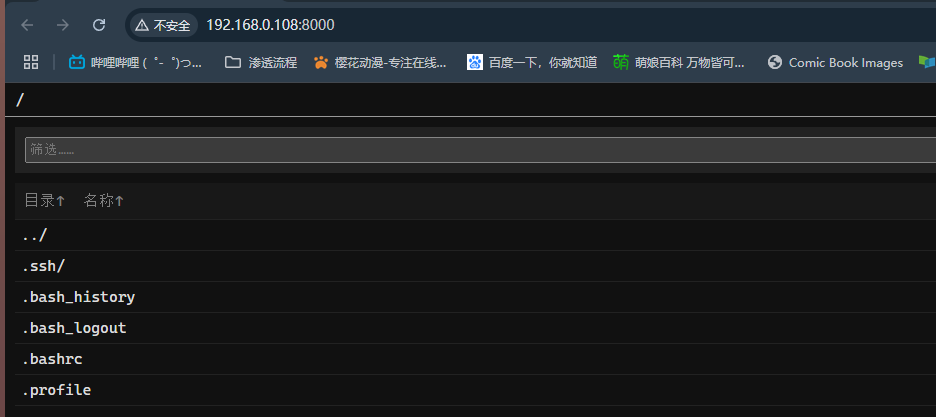 不安全 192.168.0.108:8000
哔哩哔哩 ( ゜- ゜)つ... 渗透流程 樱花动漫-专注在线... 百度一下，你就知道 萌 萌娘百科 万物皆可... Comic Book Images
/
筛选……
目录↑ 名称↑
../
.ssh/
.bash_history
.bash_logout
.bashrc
.profile